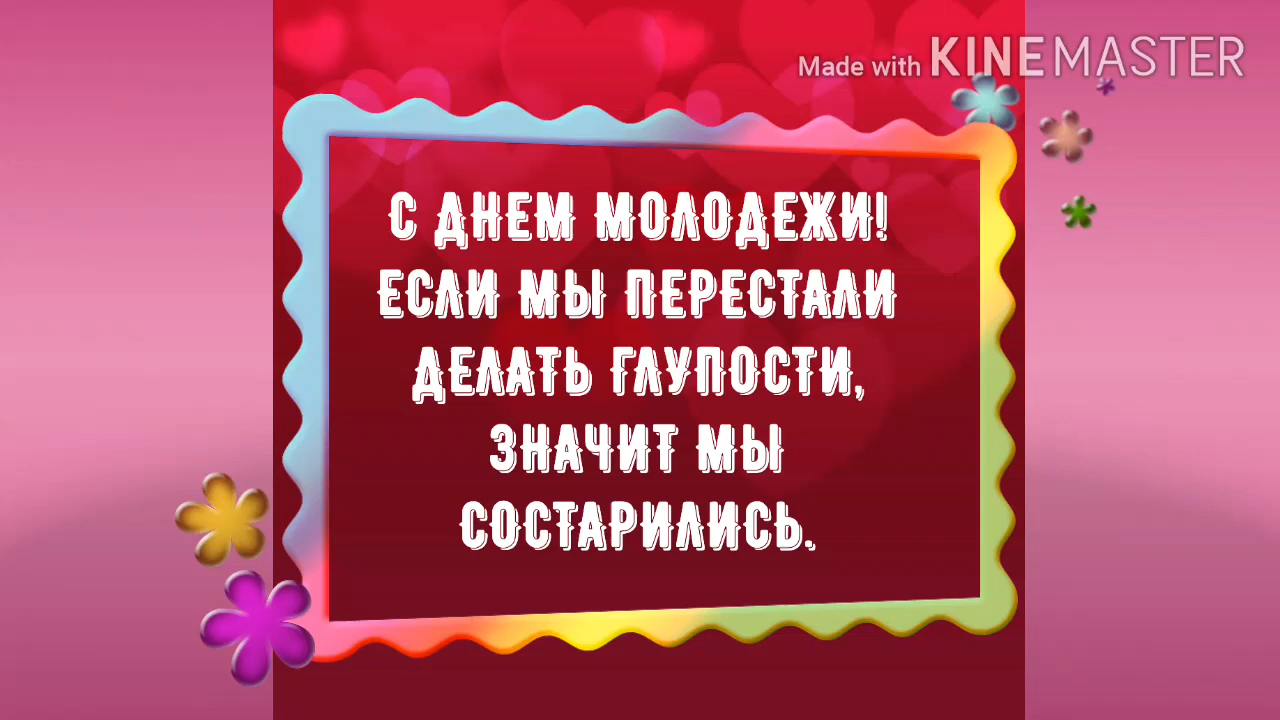 Made with KINEMASTER
С ДНЕМ МОЛОДЕЖИ!
ЕСЛИ МЫ ПЕРЕСТАЛИ
ДЕЛАТЬ ГЛУПОСТИ,
ЗНАЧИТ МЫ
СОСТАРИЛИСЬ.